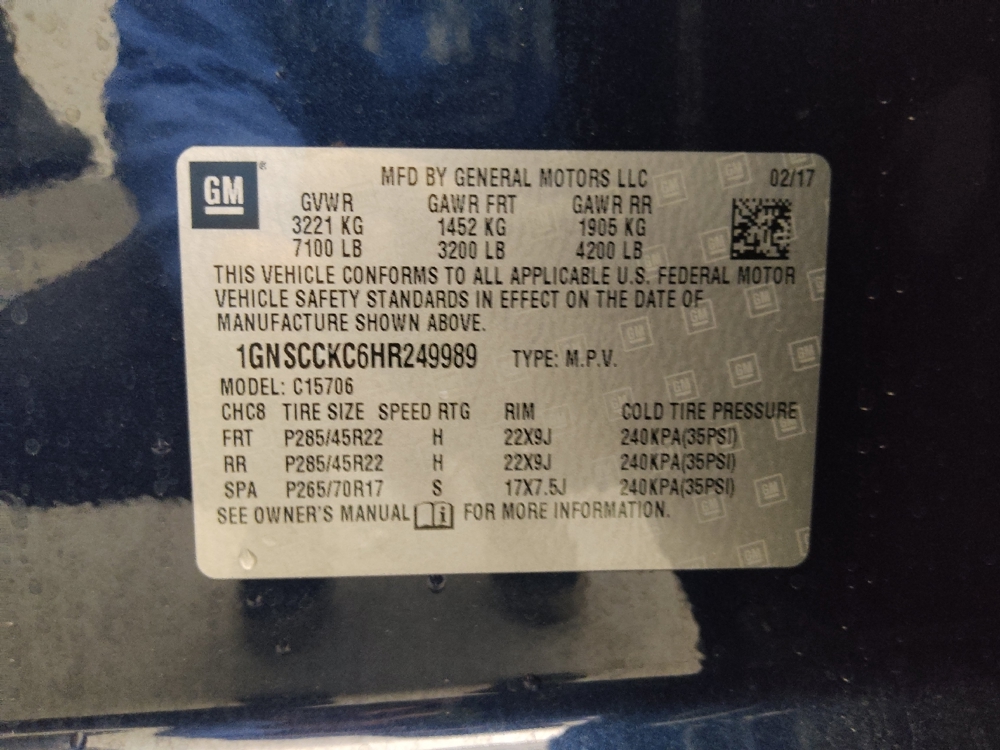 GM®
MFD BY GENERAL MOTORS LLC 02/17
GVWR GAWR FRT GAWR RR
3221 KG 1452 KG 1905 KG
7100 LB 3200 LB 4200 LB
THIS VEHICLE CONFORMS TO ALL APPLICABLE U.S. FEDERAL MOTOR
VEHICLE SAFETY STANDARDS IN EFFECT ON THE DATE OF
MANUFACTURE SHOWN ABOVE.
1GNSCCKC6HR249989 TYPE: M.P.V.
MODEL: C15706
CHC8 TIRE SIZE SPEED RTG RIM COLD TIRE PRESSURE
FRT P285/45R22 H 22X9J 240KPA(35PSI)
RR P285/45R22 H 22X9J 240KPA(35PSI)
SPA P265/70R17 S 17X7.5J 240KPA(35PSI)
SEE OWNER'S MANUAL i FOR MORE INFORMATION.